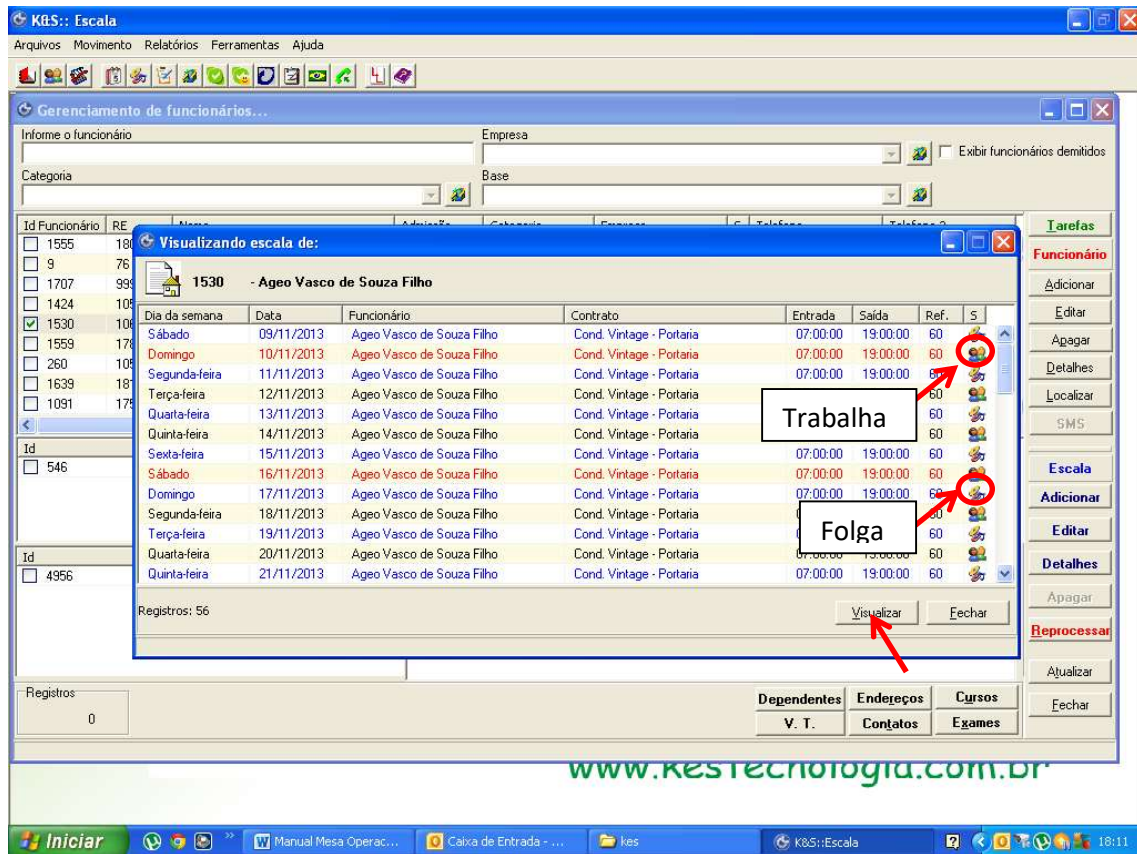 K&S:: Escala
Arquivos Movimento Relatórios Ferramentas Ajuda
Gerenciamento de funcionários...
Informe o funcionário Empresa
Exibir funcionários demitidos
Categoria Base
Id Funcionário RE
Tarefas
1555
Visualizando escala de:
Funcionário
9 76
1707
1530 - Ageo Vasco de Souza Filho
Adicionar
1424
Dia da semana Data Funcionário Contrato Entrada Saída Ref. S
Editar
1530
Sábado 09/11/2013 Ageo Vasco de Souza Filho Cond. Vintage - Portaria 07:00:00 19:00:00 60
1559
Apagar
Domingo 10/11/2013 Ageo Vasco de Souza Filho Cond. Vintage - Portaria 07:00:00 19:00:00 60
260
Detalhes
Segunda-feira 11/11/2013 Ageo Vasco de Souza Filho Cond. Vintage - Portaria 07:00:00 19:00:00
1639
Terça-feira 12/11/2013 Ageo Vasco de Souza Filho Cond. Vintage - Portaria 60
Localizar
1091
Quarta-feira 13/11/2013 Ageo Vasco de Souza Filho Cond. Vintage - Portaria 60
Trabalha
SMS
Quinta-feira 14/11/2013 Ageo Vasco de Souza Filho Cond. Vintage - Portaria 60
Id
Sexta-feira 15/11/2013 Ageo Vasco de Souza Filho Cond. Vintage - Portaria 07:00:00 19:00:00 60
546
Escala
Sábado 16/11/2013 Ageo Vasco de Souza Filho Cond. Vintage - Portaria 07:00:00 19:00:00 60
Domingo 17/11/2013 Ageo Vasco de Souza Filho Cond. Vintage - Portaria 07:00:00 19:00:00
Adicionar
Segunda-feira 18/11/2013 Ageo Vasco de Souza Filho Cond. Vintage - Portaria
Folga
Editar
Terça-feira 19/11/2013 Ageo Vasco de Souza Filho Cond. Vintage - Portaria 60
Id
Quarta-feira 20/11/2013 Ageo Vasco de Souza Filho Cond. Vintage - Portaria 60
Detalhes
4956
Quinta-feira 21/11/2013 Ageo Vasco de Souza Filho Cond. Vintage - Portaria 07:00:00 19:00:00 60
Apagar
Registros: 56 Visualizar Fechar
Reprocessar
Atualizar
Registros
Dependentes Endereços Cursos
Fechar
0
V. T. Contatos Exames
www.kestecnologia.com.br
Iniciar Manual Mesa Operac... Caixa de Entrada - ... kes K&S::Escala 18:11